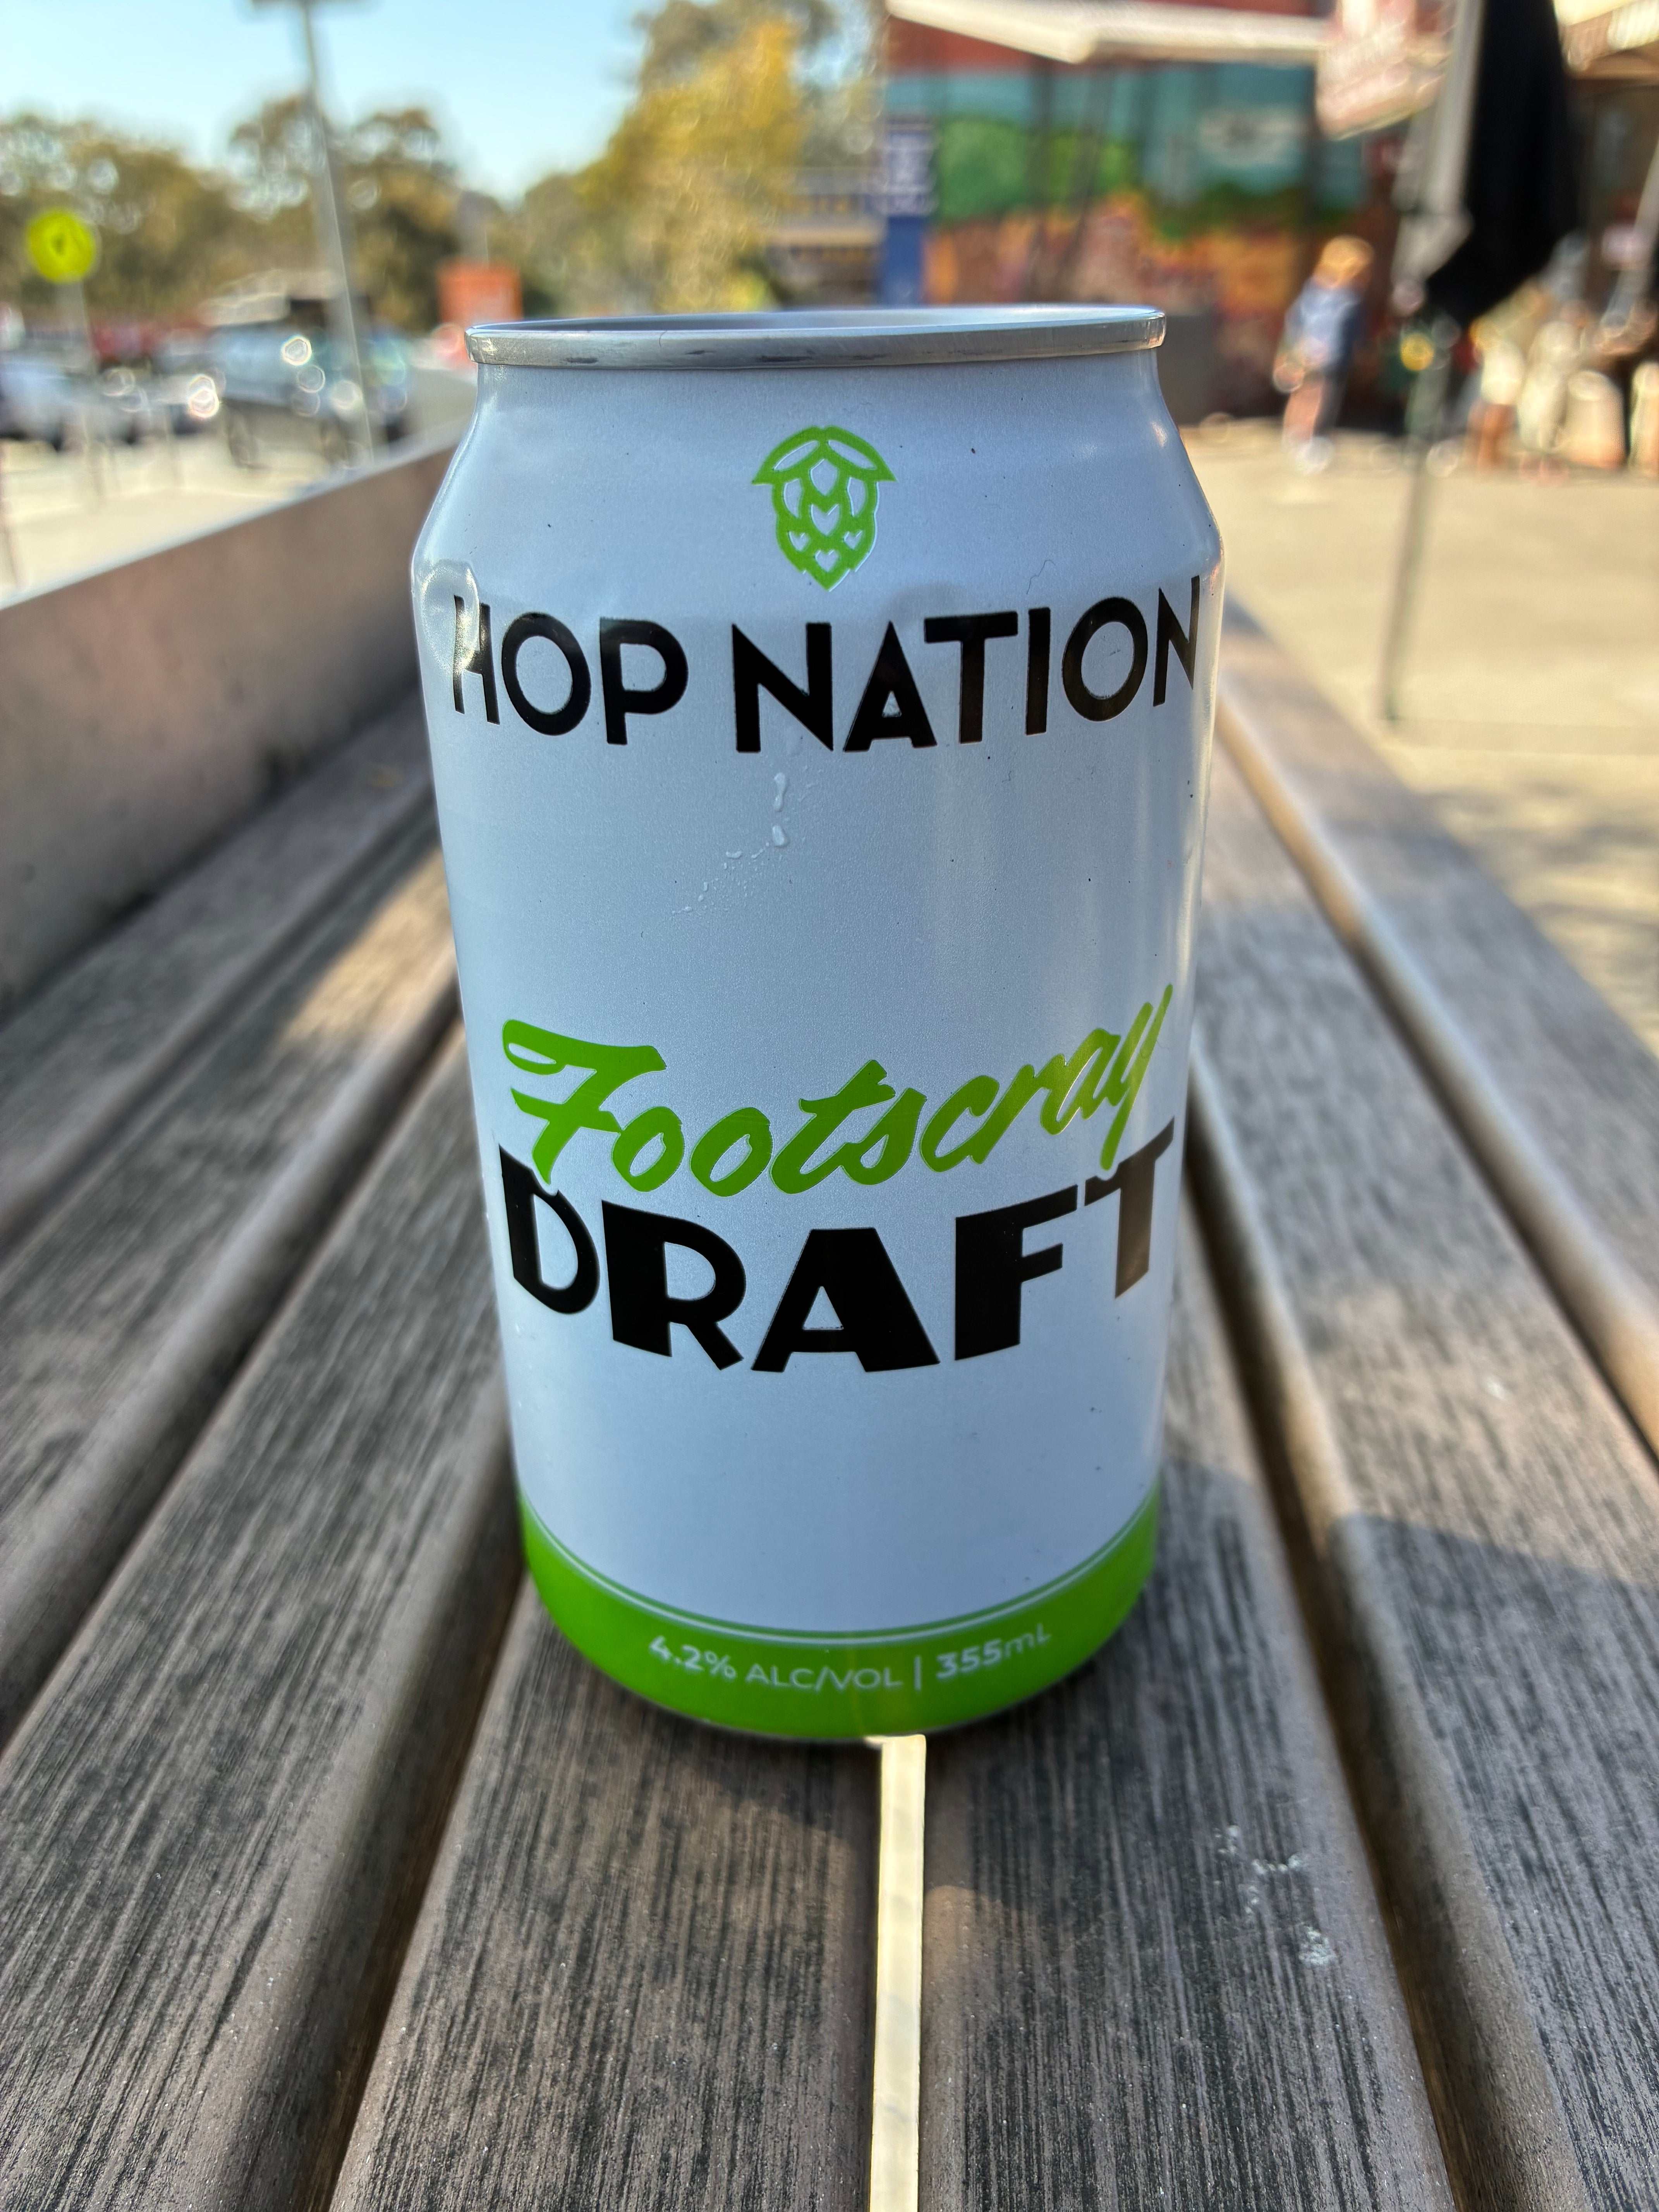 HOP NATION
Footscray
DRAFT
4.2% ALC/VOL | 355mL